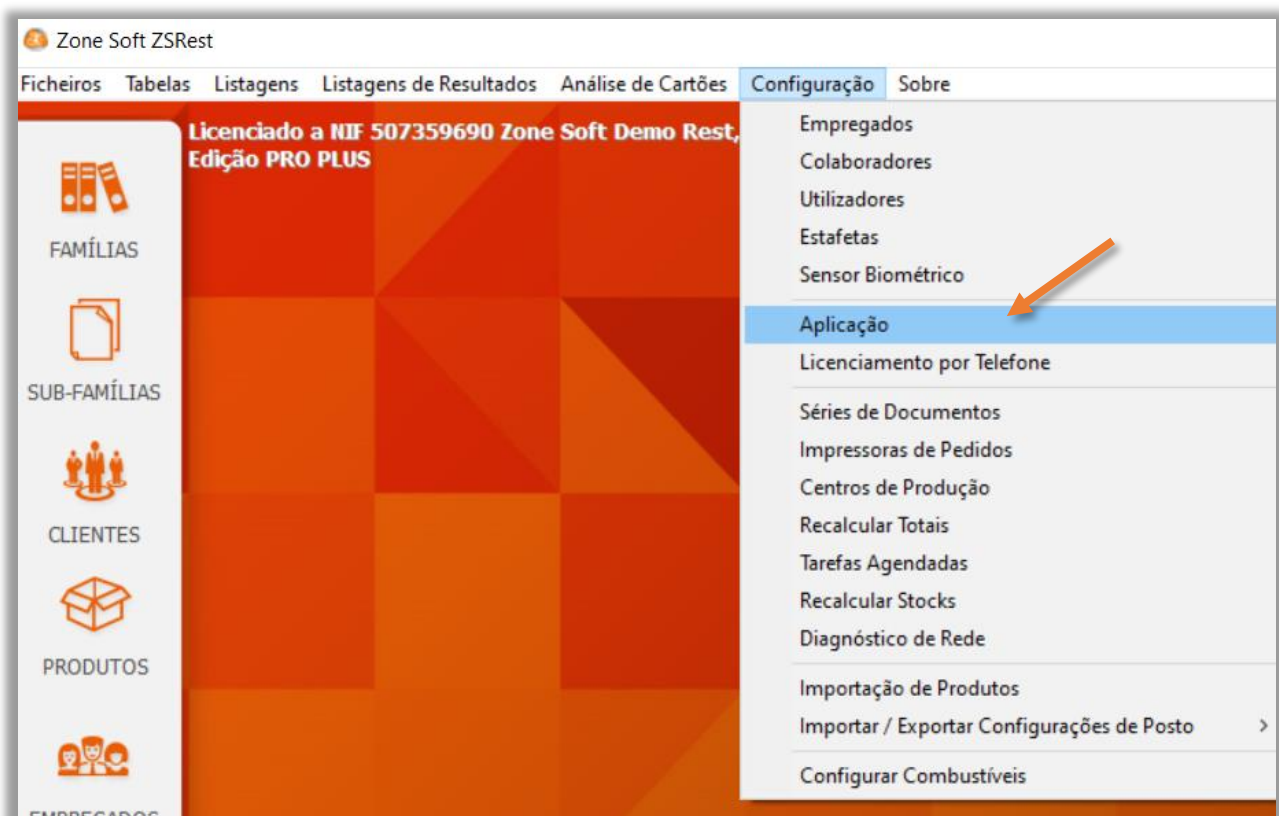 Zone Soft ZSRest
Ficheiros Tabelas Listagens Listagens de Resultados Análise de Cartões Configuração Sobre
Licenciado a NIF 507359690 Zone Soft Demo Rest,
Edição PRO PLUS
FAMÍLIAS
SUB-FAMÍLIAS
CLIENTES
PRODUTOS
EMPREGADOS
Empregados
Colaboradores
Utilizadores
Estafetas
Sensor Biométrico
Aplicação
Licenciamento por Telefone
Séries de Documentos
Impressoras de Pedidos
Centros de Produção
Recalcular Totais
Tarefas Agendadas
Recalcular Stocks
Diagnóstico de Rede
Importação de Produtos
Importar / Exportar Configurações de Posto >
Configurar Combustíveis